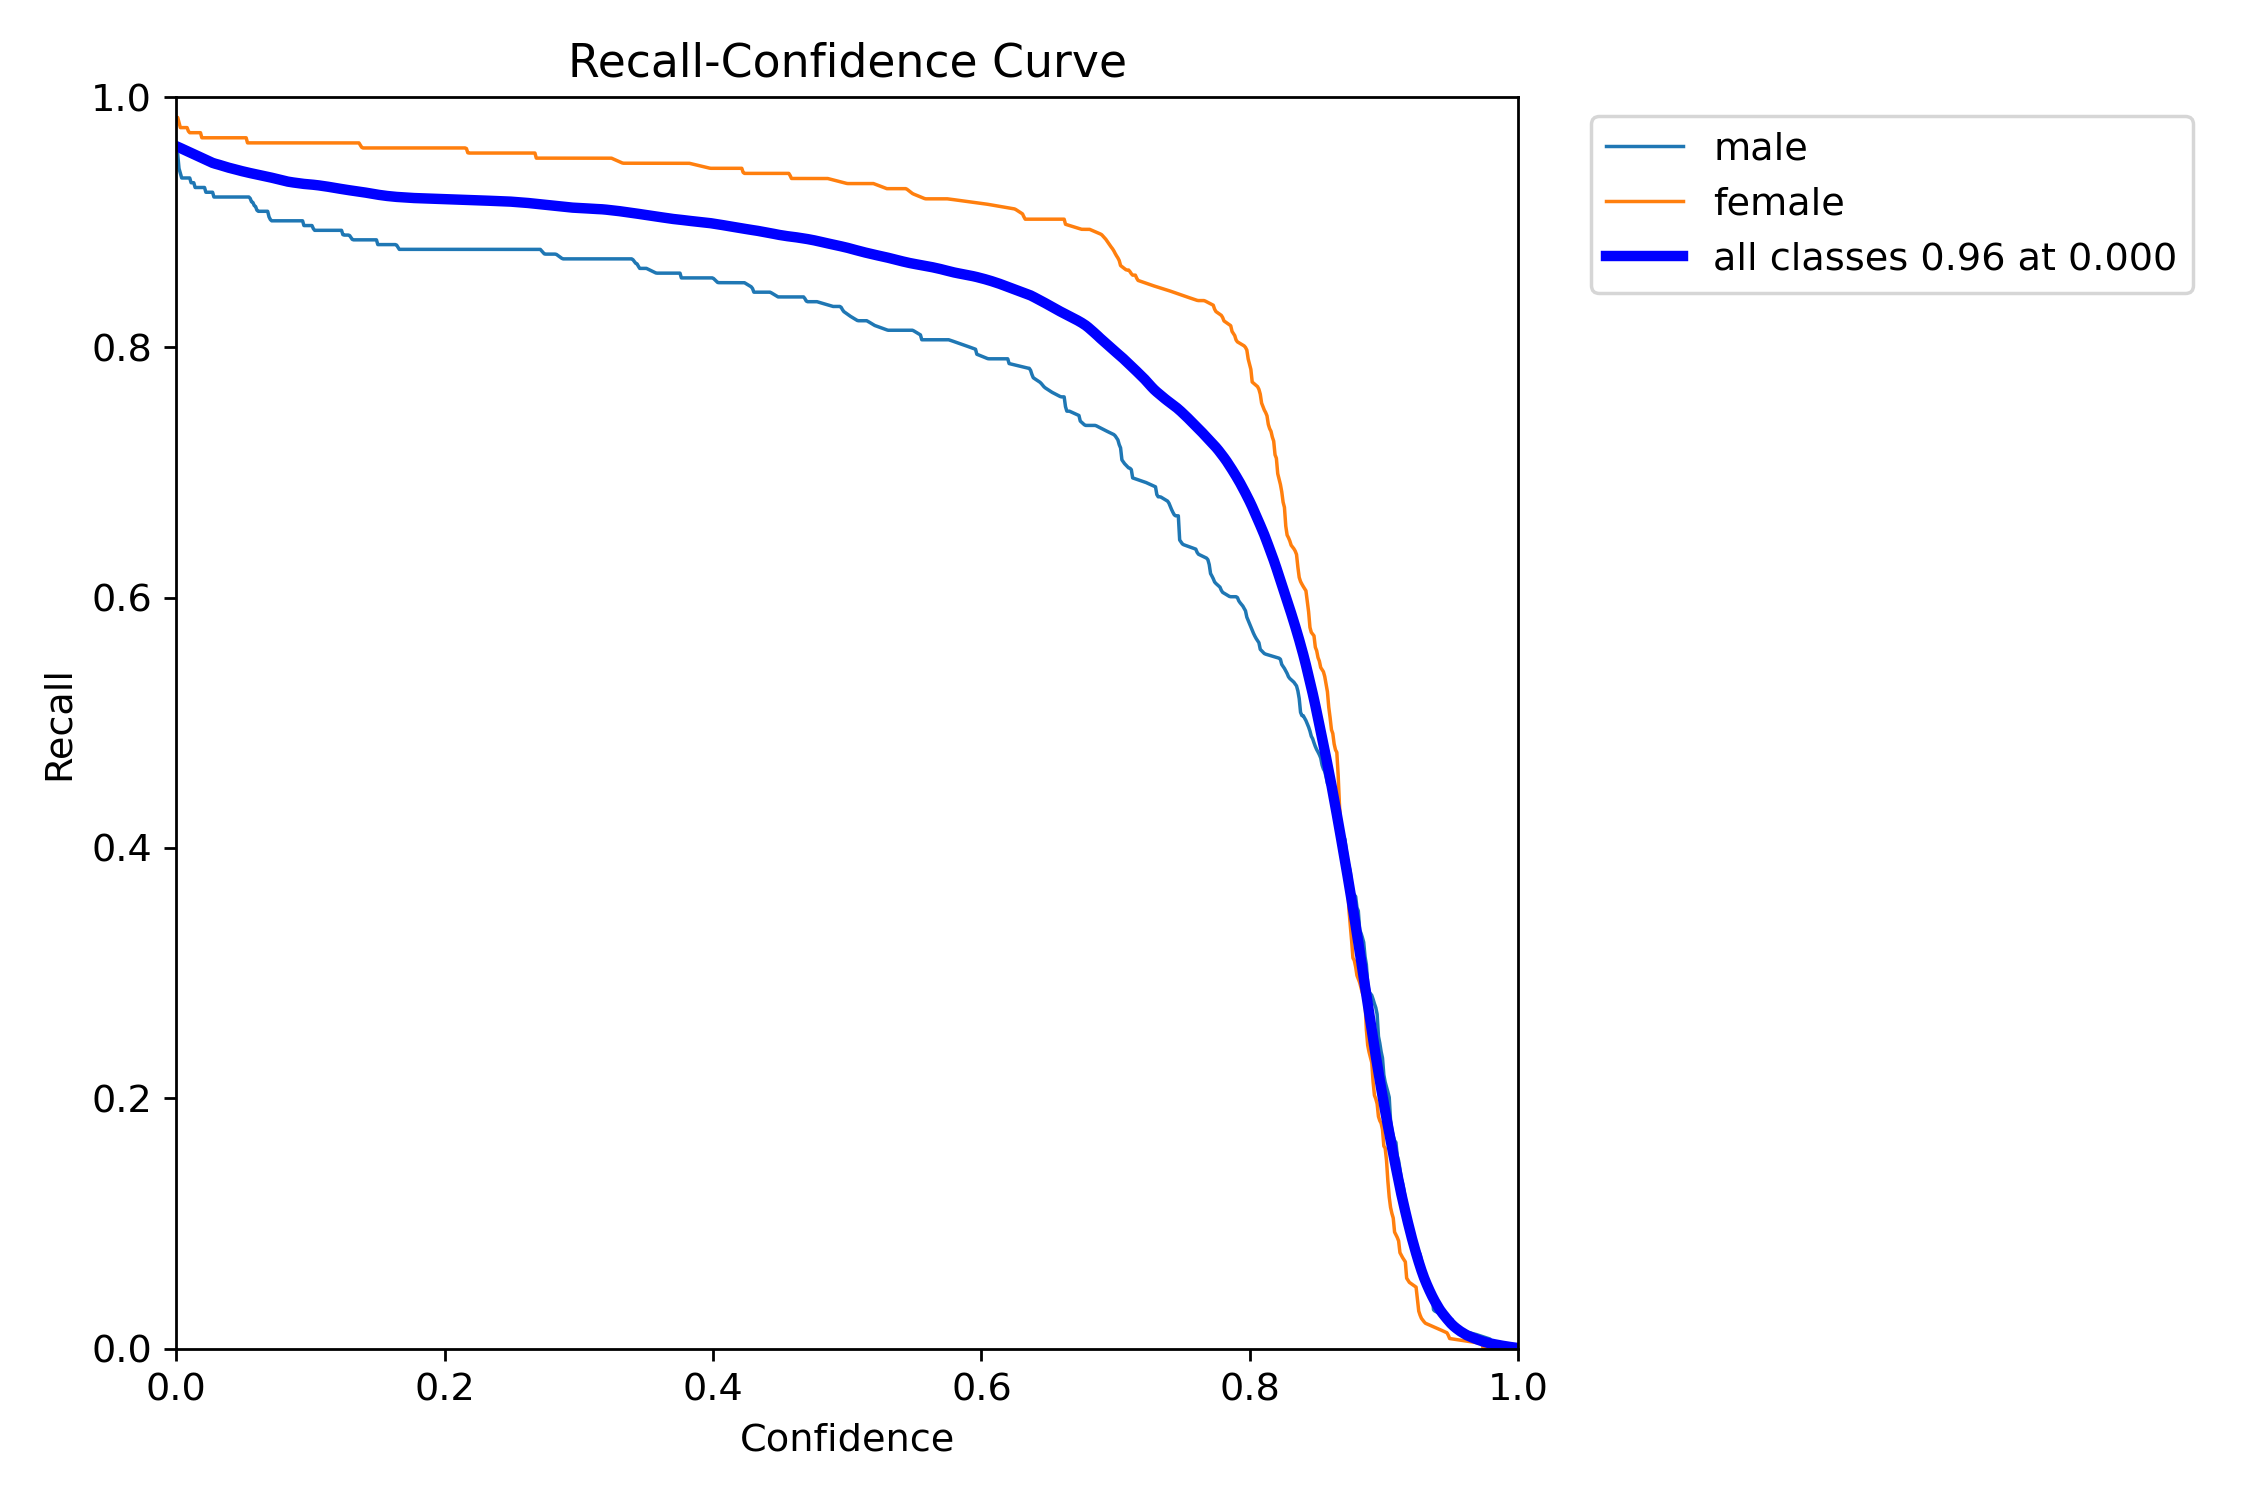 Recall-Confidence Curve
1.0
0.8
0.6
0.4
0.2
0.0
Recall
0.0 0.2 0.4 0.6 0.8 1.0
Confidence
male
female
all classes 0.96 at 0.000